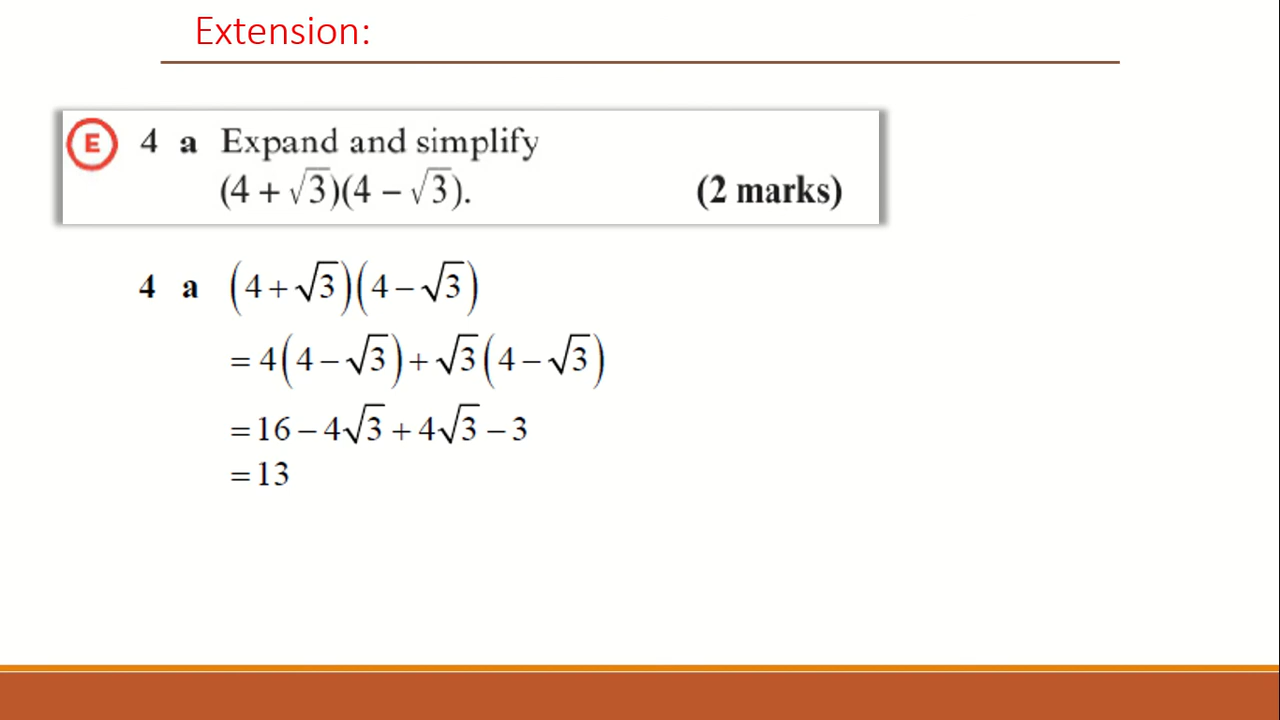 Extension:
E 4 a Expand and simplify
(4 + √3)(4 − √3). (2 marks)
4 a (4+√3)(4−√3)
=4(4−√3)+√3(4−√3)
=16−4√3+4√3−3
=13